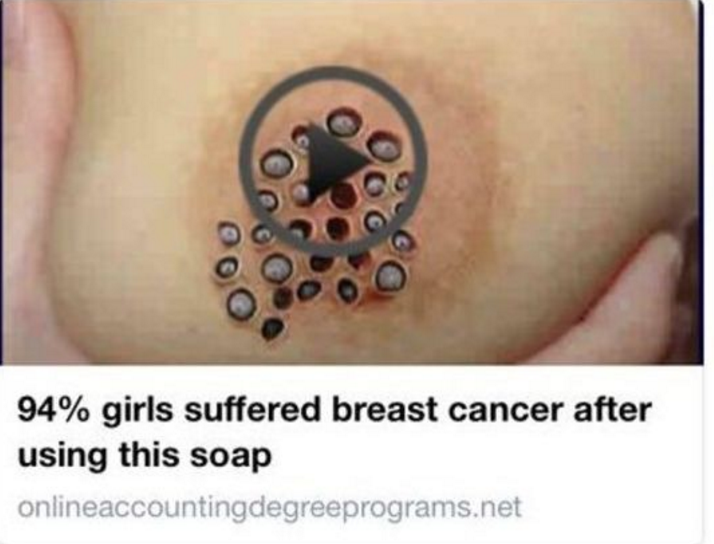 94% girls suffered breast cancer after
using this soap
onlineaccountingdegreeprograms.net